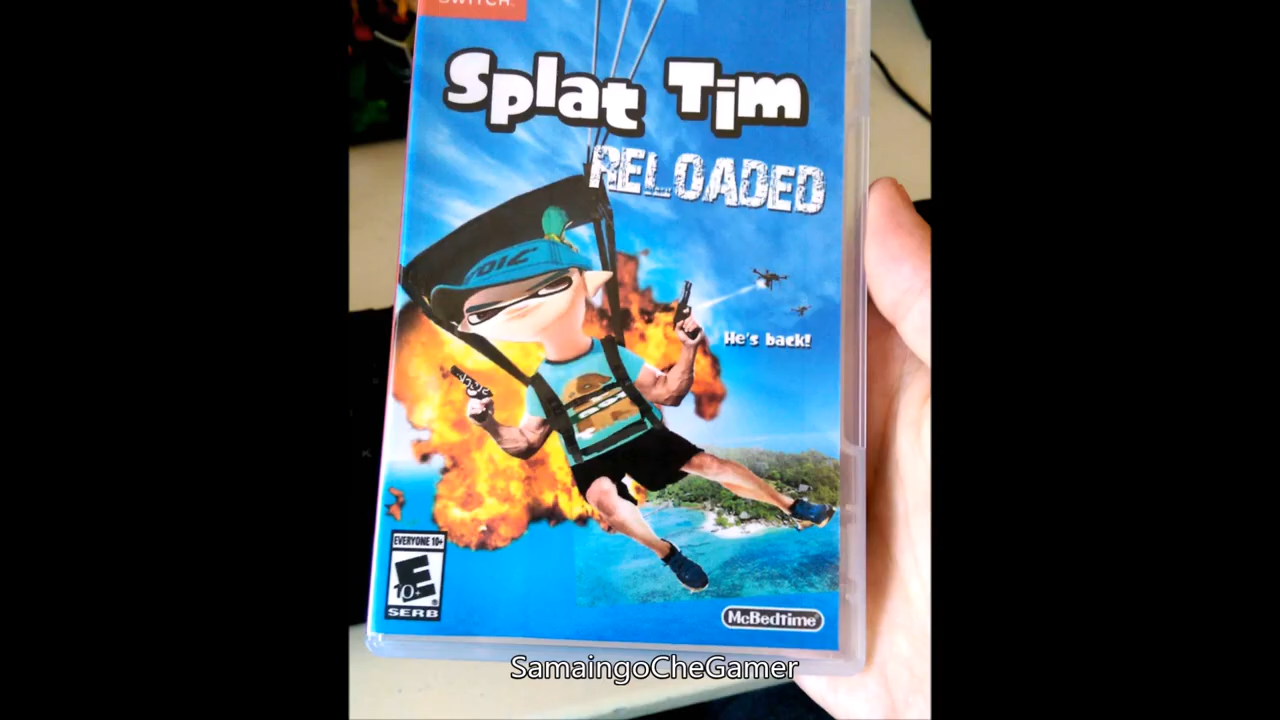 SWITCH
Splat Tim
RELOADED
He's back!
EVERYONE 10+
E
10+
SERB
McBedtime
SamaingoCheGamer